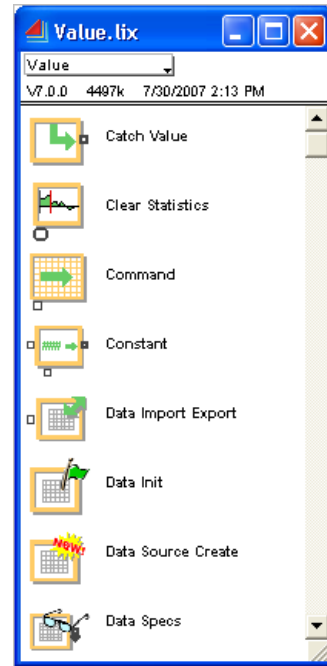 Value.lix
Value
V7.0.0 4497k 7/30/2007 2:13 PM
Catch Value
Clear Statistics
Command
Constant
Data Import Export
Data Init
NEW!
Data Source Create
Data Specs